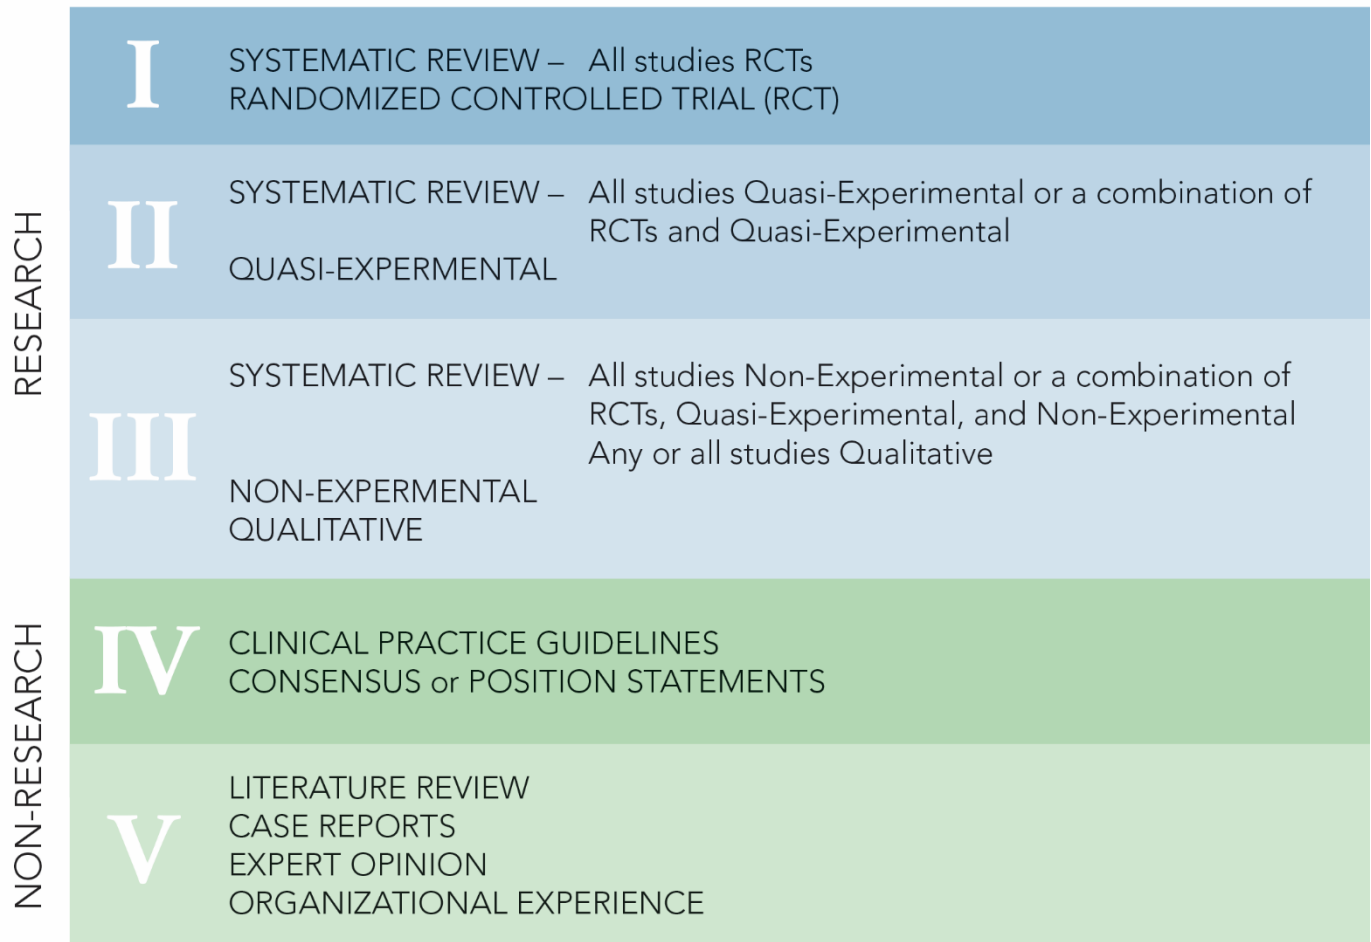 RESEARCH
I
SYSTEMATIC REVIEW – All studies RCTs
RANDOMIZED CONTROLLED TRIAL (RCT)
II
SYSTEMATIC REVIEW – All studies Quasi-Experimental or a combination of
RCTs and Quasi-Experimental
QUASI-EXPERMENTAL
III
SYSTEMATIC REVIEW – All studies Non-Experimental or a combination of
RCTs, Quasi-Experimental, and Non-Experimental
Any or all studies Qualitative
NON-EXPERMENTAL
QUALITATIVE
NON-RESEARCH
IV
CLINICAL PRACTICE GUIDELINES
CONSENSUS or POSITION STATEMENTS
V
LITERATURE REVIEW
CASE REPORTS
EXPERT OPINION
ORGANIZATIONAL EXPERIENCE